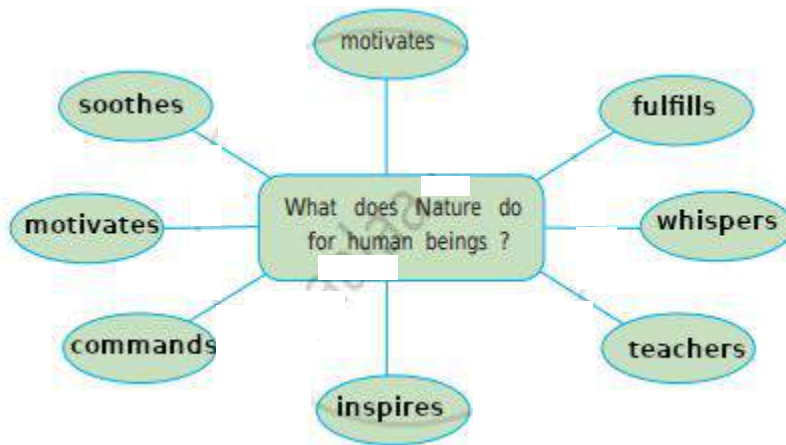 motivates
soothes
fulfills
What does Nature do
for human beings ?
motivates
whispers
commands
teachers
inspires